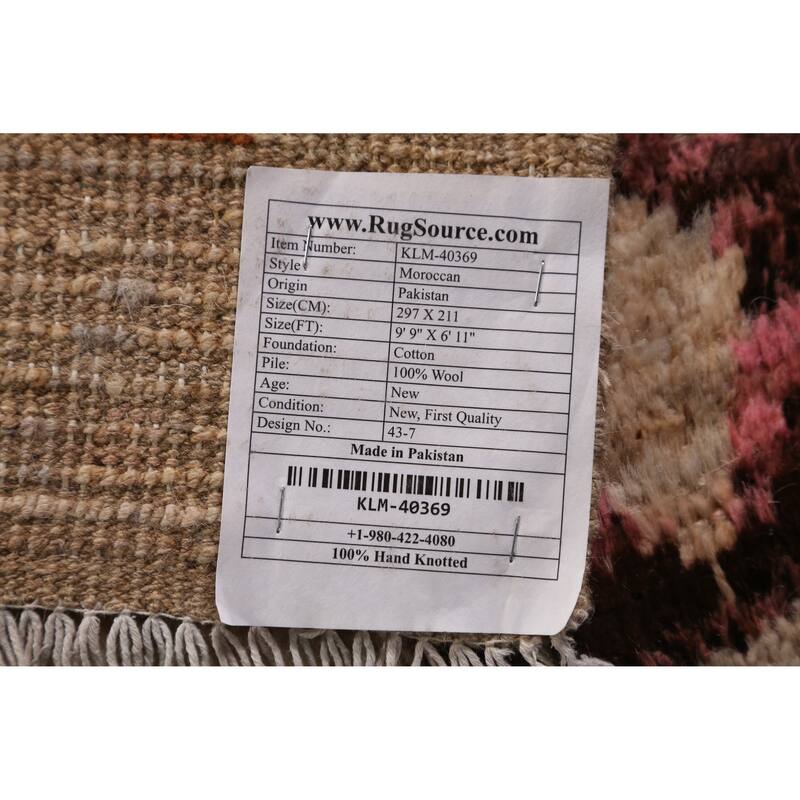 www.RugSource.com
Item Number: KLM-40369
Style: Moroccan
Origin Pakistan
Size(CM): 297 X 211
Size(FT): 9' 9" X 6' 11"
Foundation: Cotton
Pile: 100% Wool
Age: New
Condition: New, First Quality
Design No.: 43-7
Made in Pakistan
KLM-40369
+1-980-422-4080
100% Hand Knotted